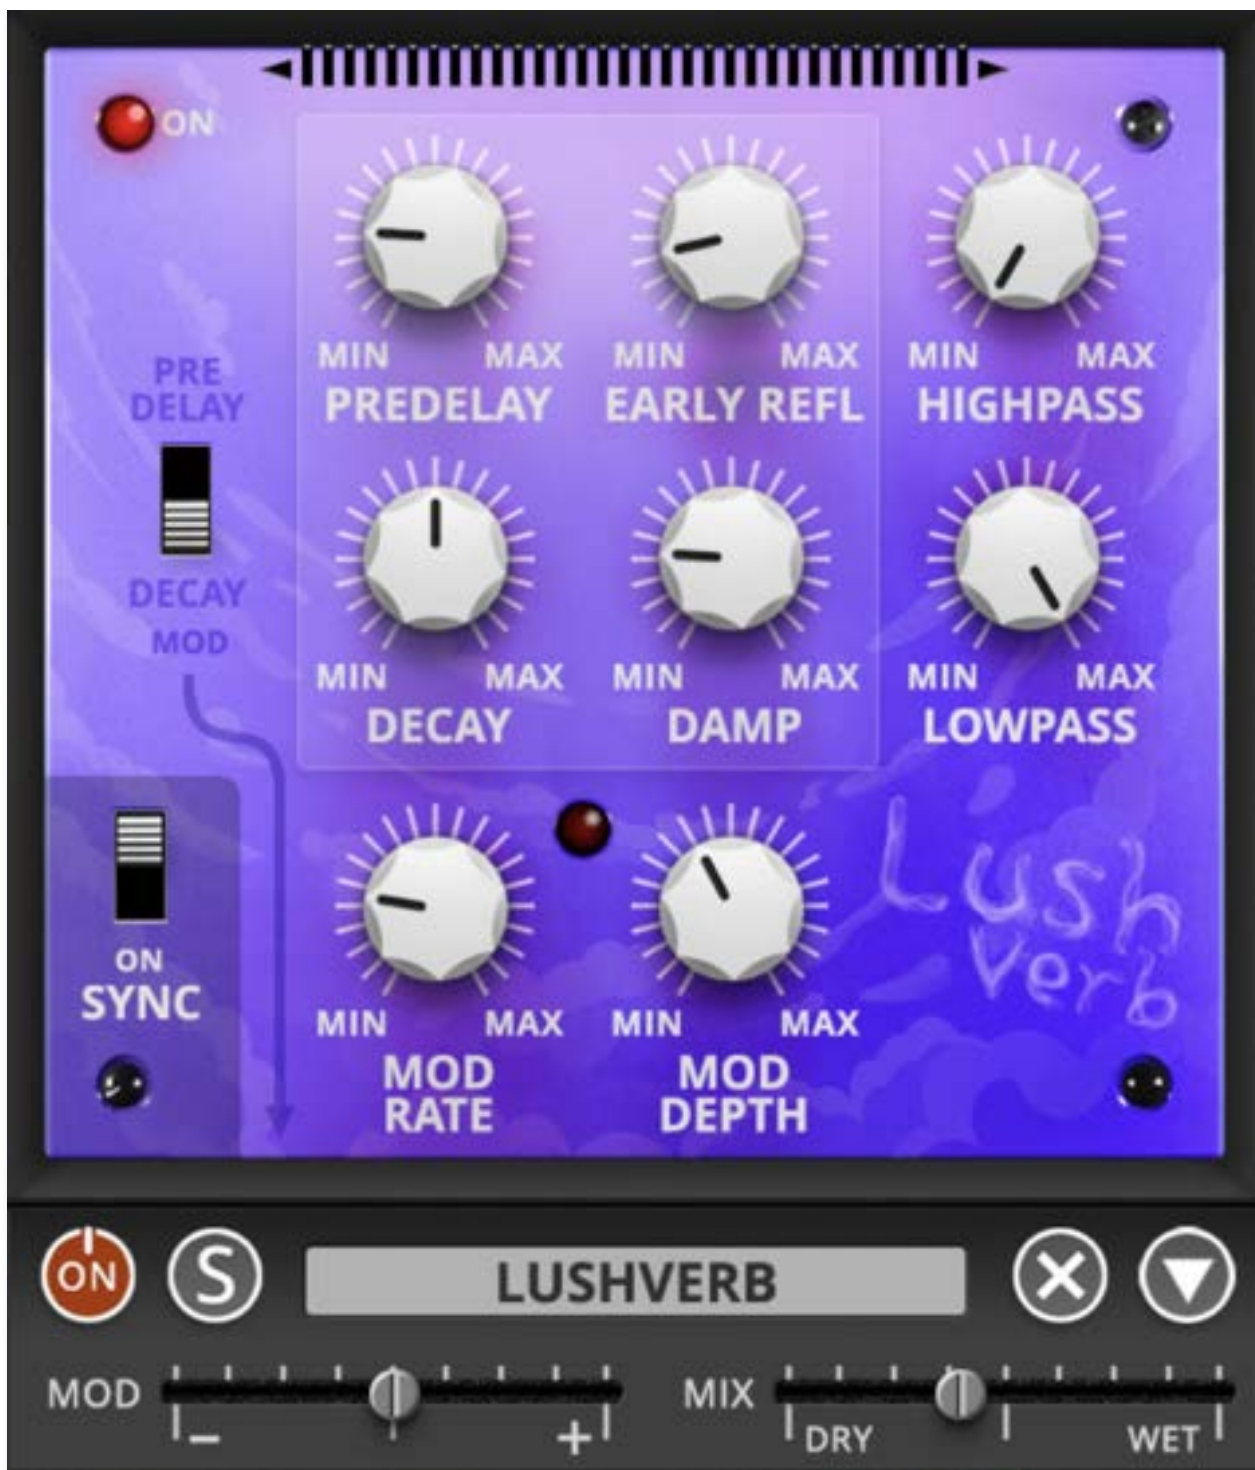 ON
MIN MAX
PREDELAY
MIN MAX
EARLY REFL
MIN MAX
HIGHPASS
PRE
DELAY
DECAY
MOD
MIN MAX
DECAY
MIN MAX
DAMP
MIN MAX
LOWPASS
ON
SYNC
MIN MAX
MOD
RATE
MIN MAX
MOD
DEPTH
Lush
Verb
ON
S
LUSHVERB
MOD
− +
MIX
DRY WET